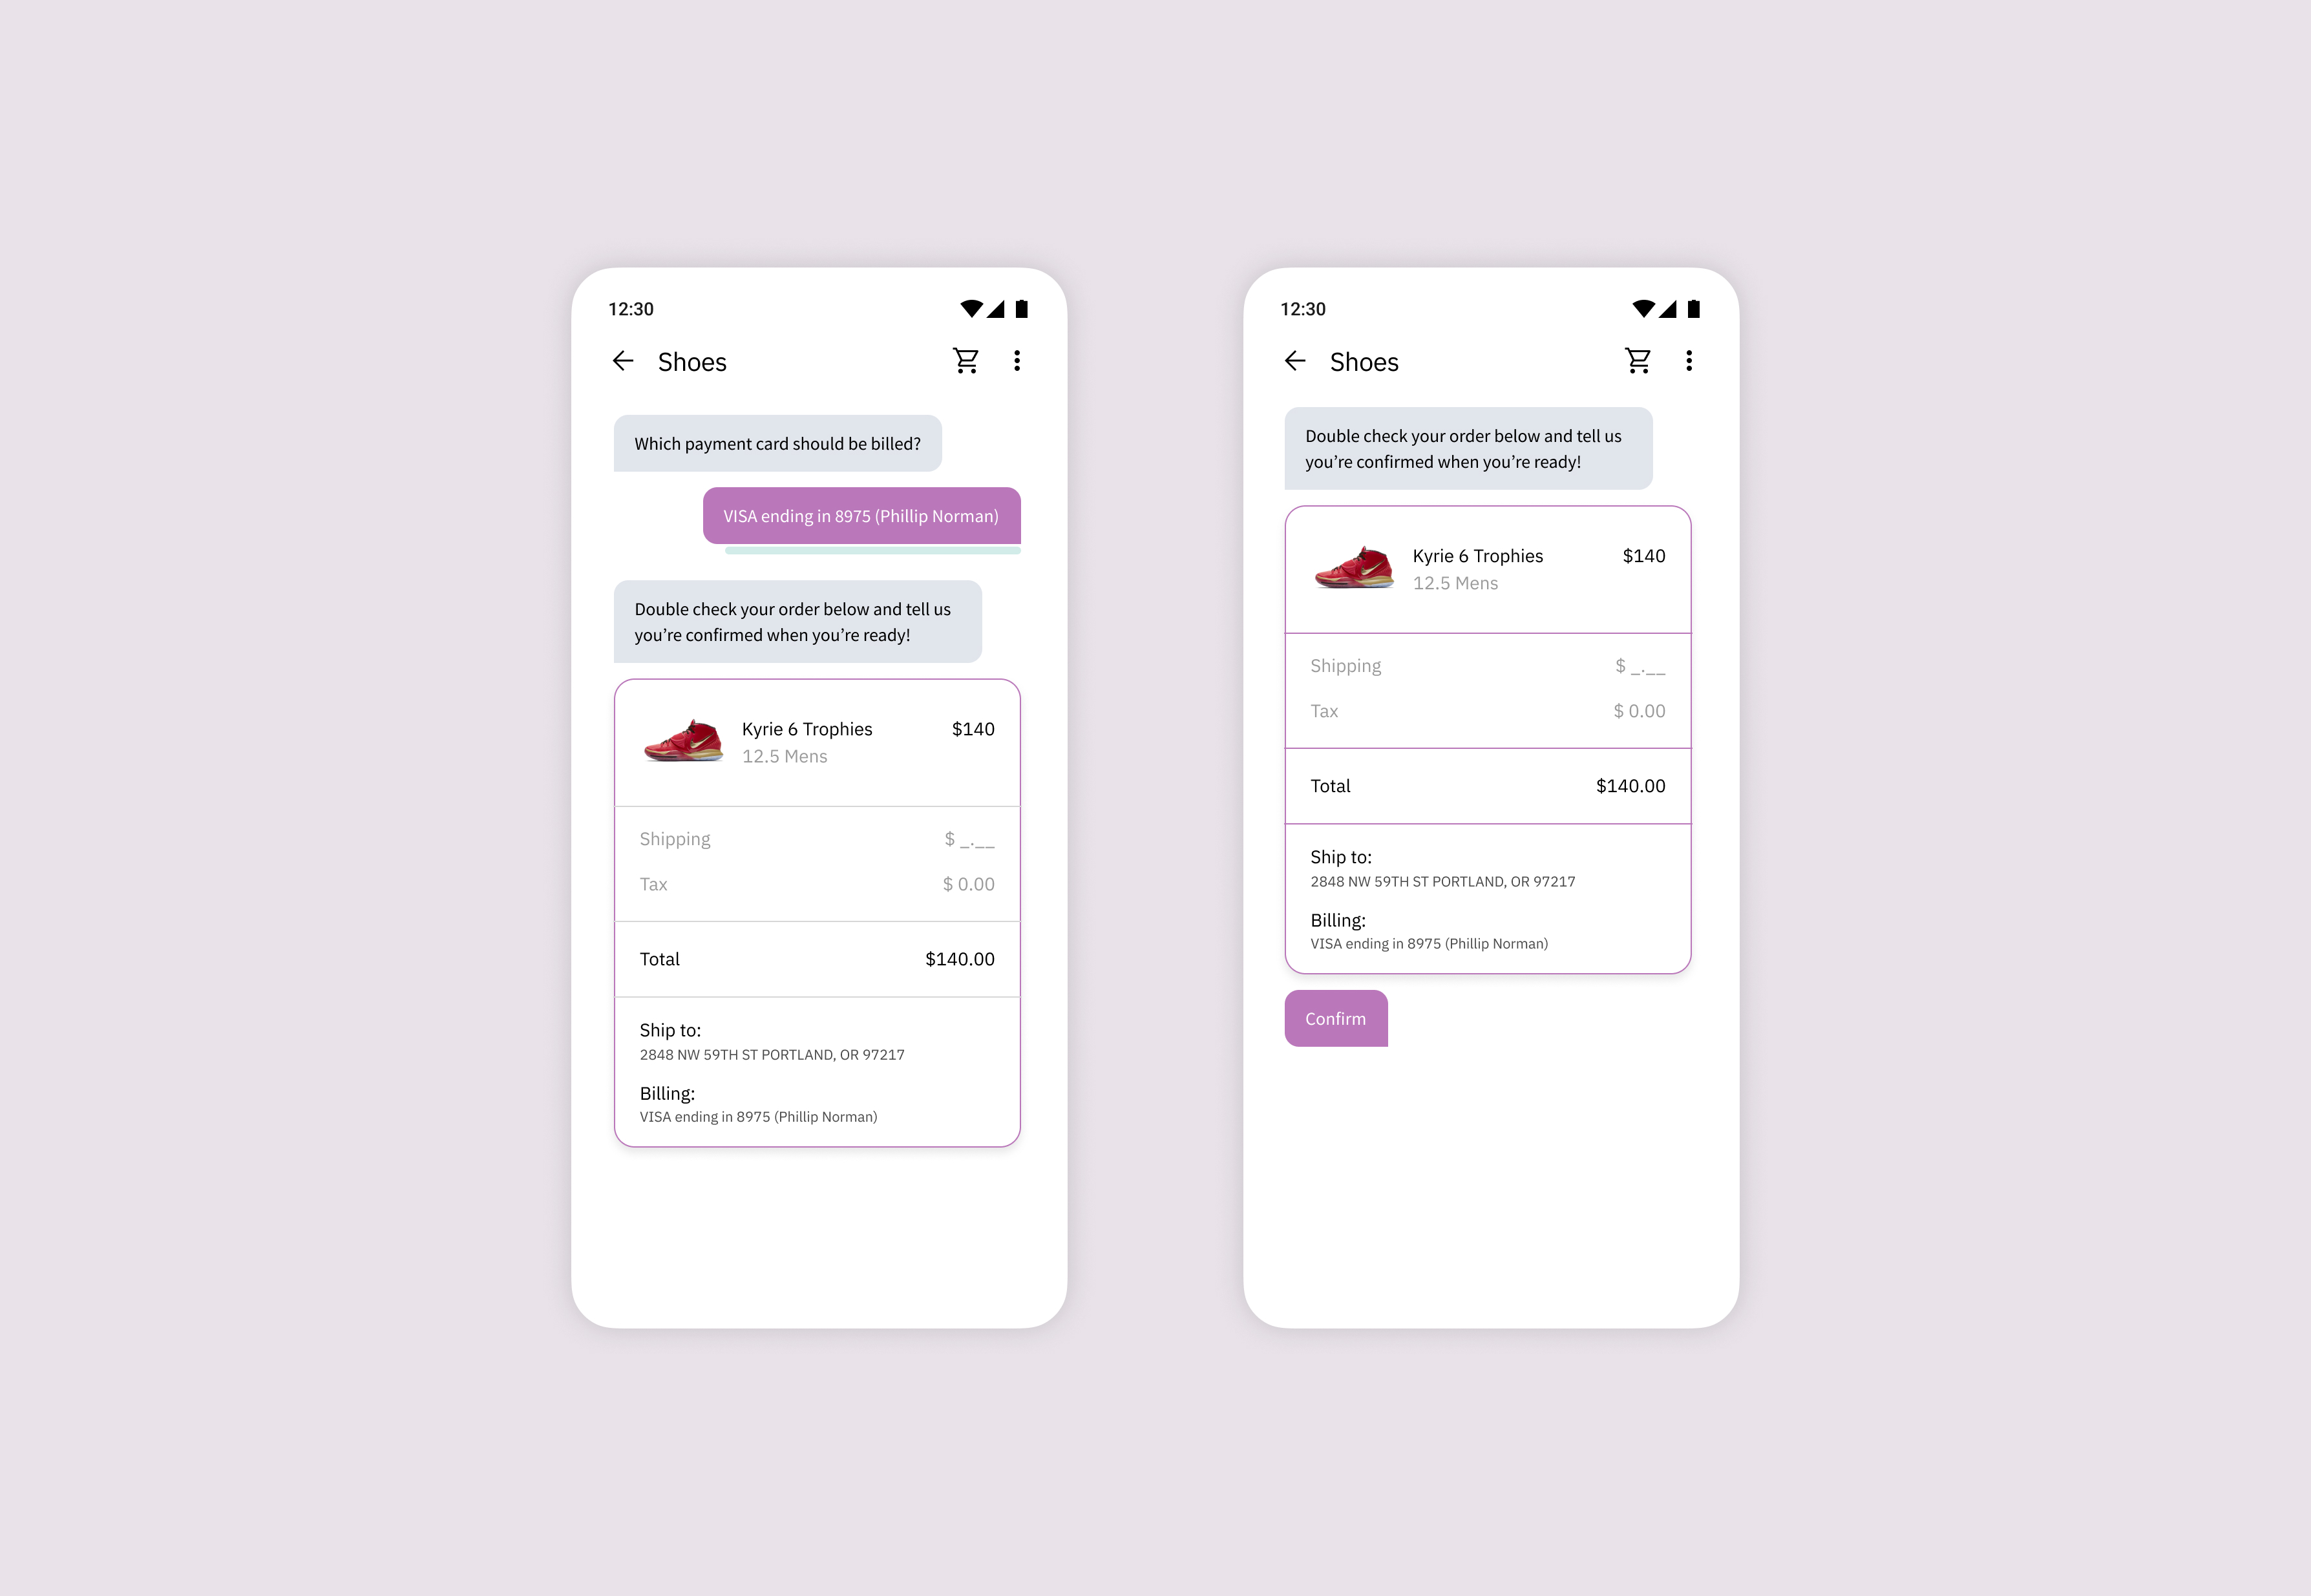 12:30
Shoes
Which payment card should be billed?
VISA ending in 8975 (Phillip Norman)
Double check your order below and tell us
you’re confirmed when you’re ready!
Kyrie 6 Trophies $140
12.5 Mens
Shipping $ _.__
Tax $ 0.00
Total $140.00
Ship to:
2848 NW 59TH ST PORTLAND, OR 97217
Billing:
VISA ending in 8975 (Phillip Norman)
12:30
Shoes
Double check your order below and tell us
you’re confirmed when you’re ready!
Kyrie 6 Trophies $140
12.5 Mens
Shipping $ _.__
Tax $ 0.00
Total $140.00
Ship to:
2848 NW 59TH ST PORTLAND, OR 97217
Billing:
VISA ending in 8975 (Phillip Norman)
Confirm